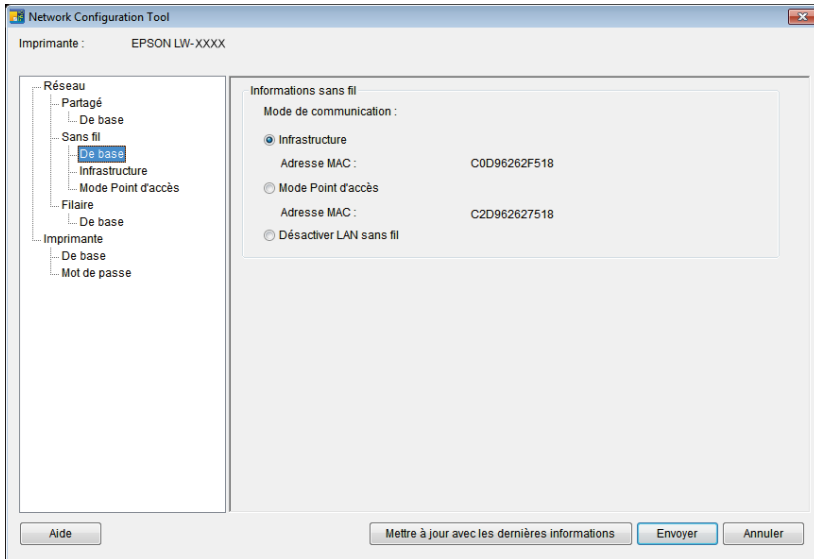 Network Configuration Tool
Imprimante : EPSON LW-XXXX
Réseau
Partagé
De base
Sans fil
De base
Infrastructure
Mode Point d'accès
Filaire
De base
Imprimante
De base
Mot de passe
Informations sans fil
Mode de communication :
Infrastructure
Adresse MAC : C0D96262F518
Mode Point d'accès
Adresse MAC : C2D962627518
Désactiver LAN sans fil
Aide
Mettre à jour avec les dernières informations
Envoyer
Annuler